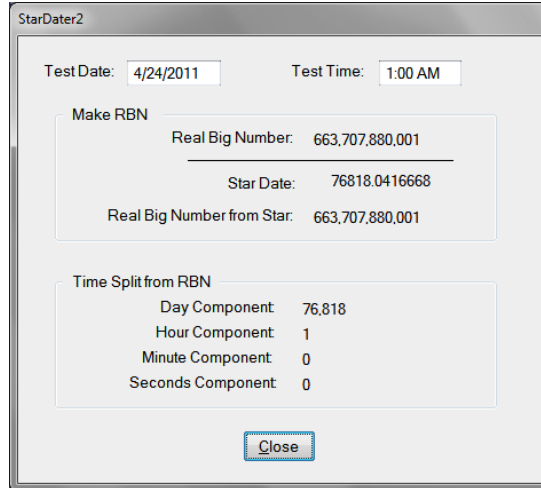 StarDater2
Test Date: 4/24/2011 Test Time: 1:00 AM
Make RBN
Real Big Number: 663,707,880,001
Star Date: 76818.0416668
Real Big Number from Star: 663,707,880,001
Time Split from RBN
Day Component: 76,818
Hour Component: 1
Minute Component: 0
Seconds Component: 0
Close